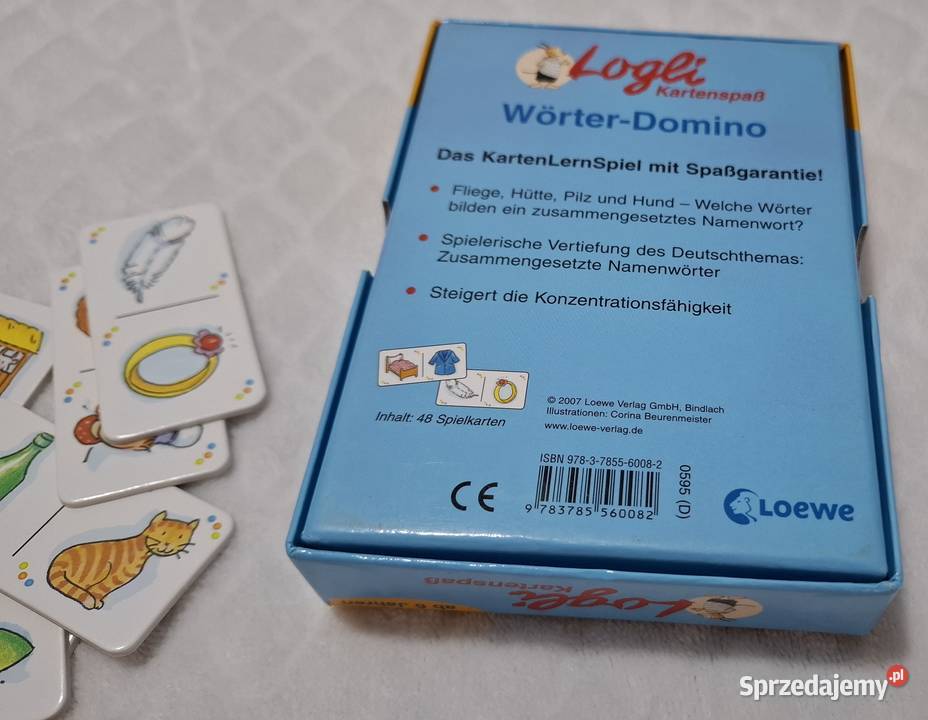 Logli
Kartenspaß
Wörter-Domino
Das KartenLernSpiel mit Spaßgarantie!
Fliege, Hütte, Pilz und Hund – Welche Wörter
bilden ein zusammengesetztes Namenwort?
Spielerische Vertiefung des Deutschthemas:
Zusammengesetzte Namenwörter
Steigert die Konzentrationsfähigkeit
Inhalt: 48 Spielkarten
© 2007 Loewe Verlag GmbH, Bindlach
Illustrationen: Corina Beurenmeister
www.loewe-verlag.de
ISBN 978-3-7855-6008-2
9 783785 560082
0595 (D)
CE
Loewe
Logli
Kartenspaß
ab 6 Jahren
Sprzedajemy.pl